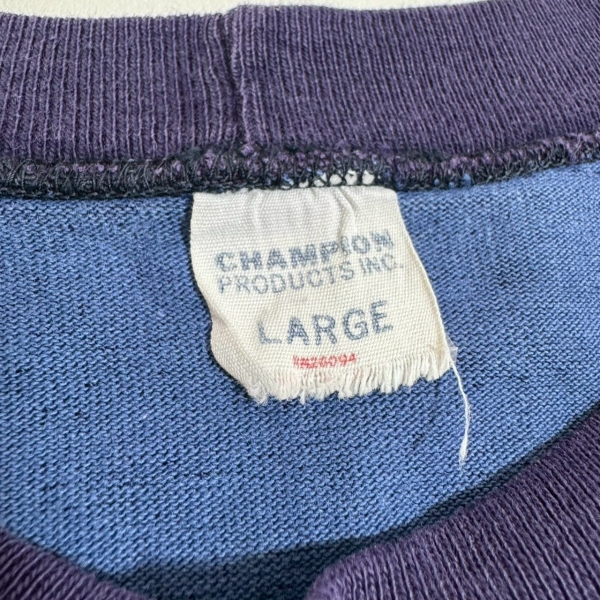 CHAMPION
PRODUCTS INC.
LARGE
RN26094